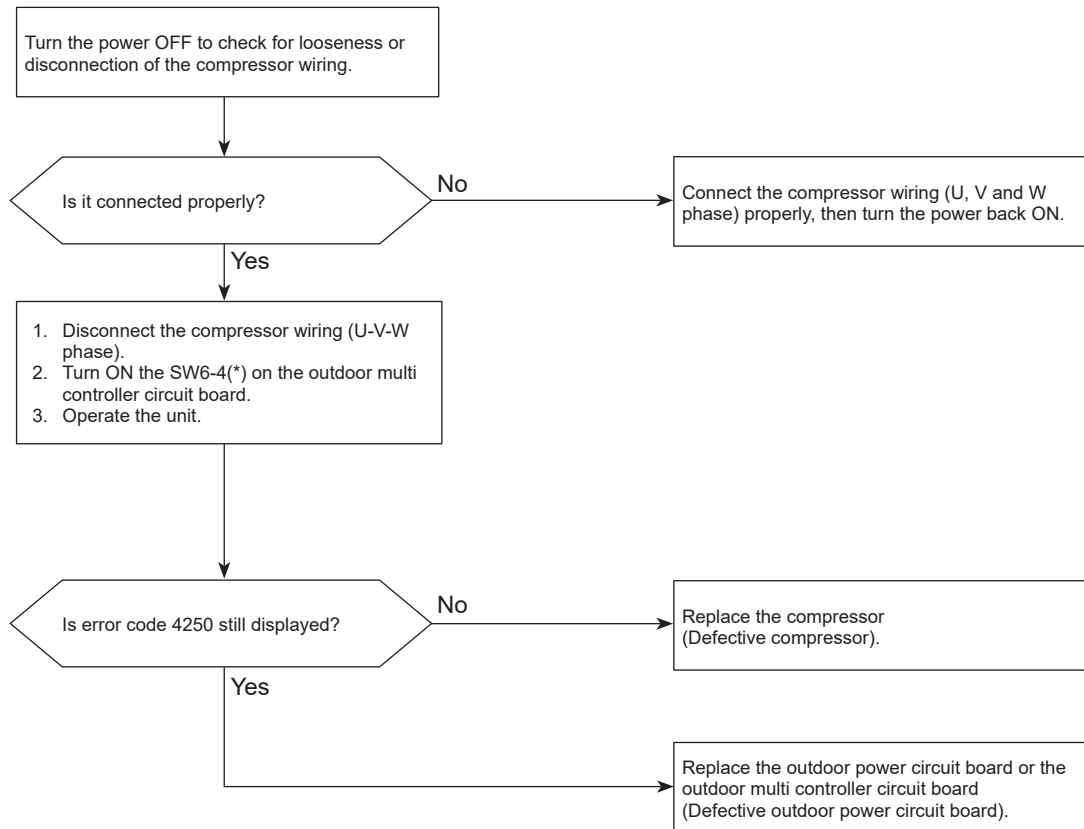 Turn the power OFF to check for looseness or
disconnection of the compressor wiring.
Is it connected properly?
No
Connect the compressor wiring (U, V and W
phase) properly, then turn the power back ON.
Yes
1. Disconnect the compressor wiring (U-V-W
phase).
2. Turn ON the SW6-4(*) on the outdoor multi
controller circuit board.
3. Operate the unit.
Is error code 4250 still displayed?
No
Replace the compressor
(Defective compressor).
Yes
Replace the outdoor power circuit board or the
outdoor multi controller circuit board
(Defective outdoor power circuit board).